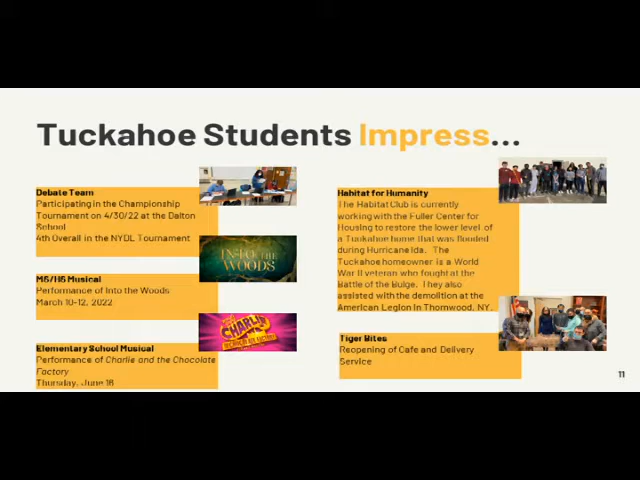 Tuckahoe Students Impress...
Debate Team
Participating in the Championship
Tournament on 4/30/22 at the Dalton
School
4th Overall in the NYDL Tournament
INTO THE
WOODS
MS/HS Musical
Performance of Into the Woods
March 10-12, 2022
CHARLIE
Elementary School Musical
Performance of Charlie and the Chocolate
Factory
Thursday, June 16
Habitat for Humanity
The Habitat Club is currently
working with the Fuller Center for
Housing to restore the lower level of
a Tuckahoe home that was flooded
during Hurricane Ida. The
Tuckahoe homeowner is a World
War II veteran who fought at the
Battle of the Bulge. They also
assisted with the demolition at the
American Legion in Thornwood, NY.
Tiger Bites
Reopening of Cafe and Delivery
Service
11